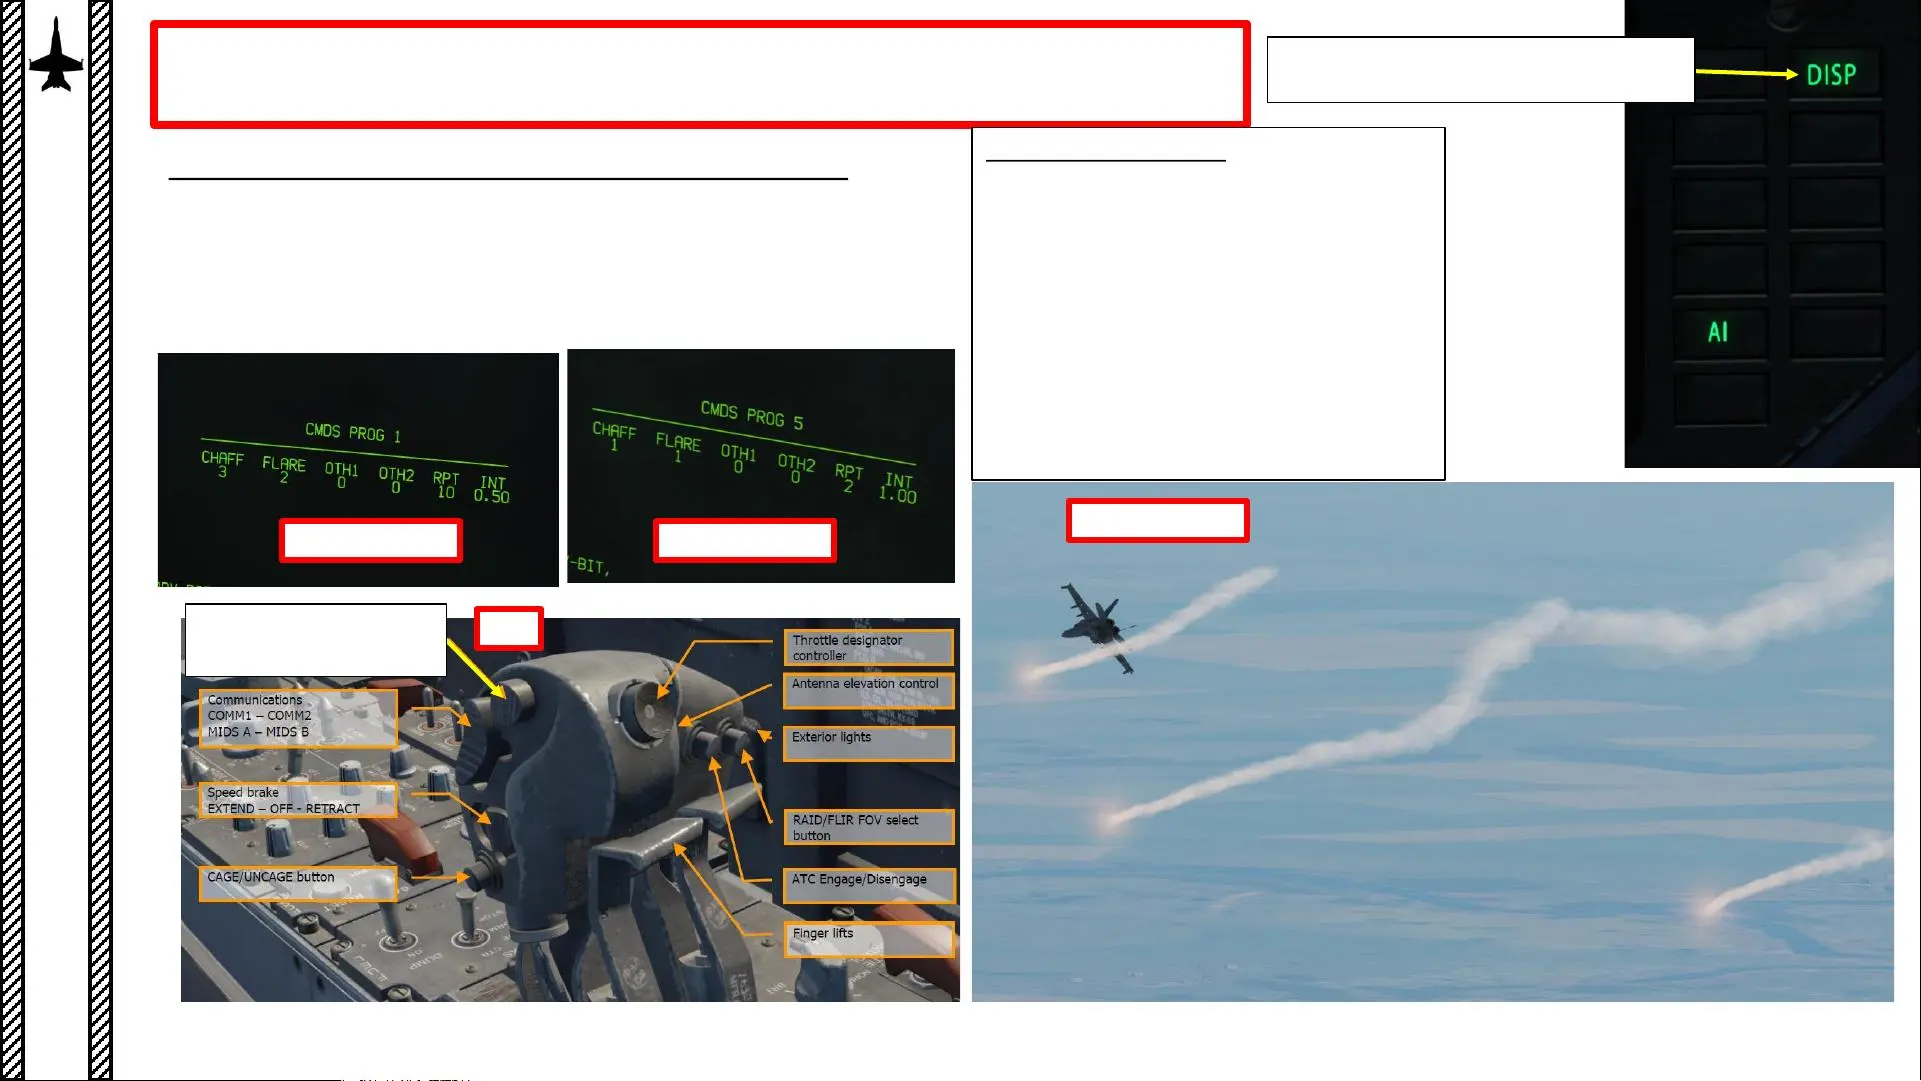 DISP
AI
CMDS PROG 1
CHAFF FLARE OTH1 OTH2 RPT INT
3 2 0 0 10 0.50
CMDS PROG 5
CHAFF FLARE OTH1 OTH2 RPT INT
1 1 0 0 2 1.00
-BIT,
Communications
COMM1 – COMM2
MIDS A – MIDS B
Speed brake
EXTEND – OFF - RETRACT
CAGE/UNCAGE button
Throttle designator
controller
Antenna elevation control
Exterior lights
RAID/FLIR FOV select
button
ATC Engage/Disengage
Finger lifts
DUMP
ON
OFF